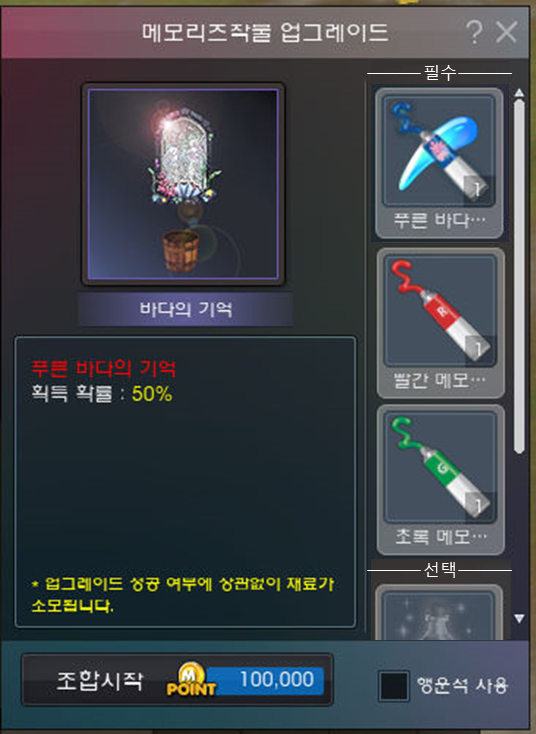 메모리즈작물 업그레이드
?
필수
1
푸른 바다…
바다의 기억
R
1
빨간 메모…
푸른 바다의 기억
획득 확률 : 50%
G
1
초록 메모…
* 업그레이드 성공 여부에 상관없이 재료가
소모됩니다.
선택
조합시작
M
POINT
100,000
행운석 사용